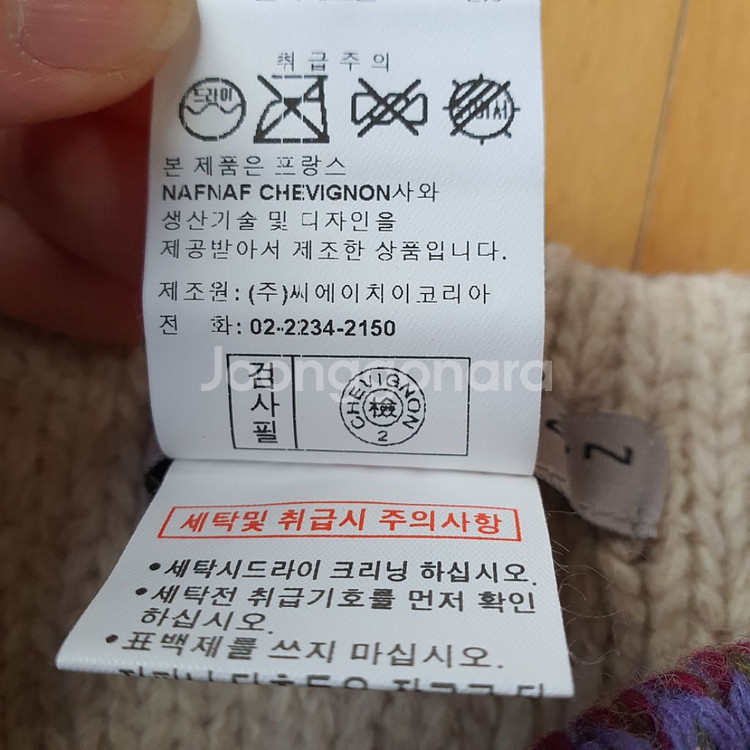 취급주의
드라이
본 제품은 프랑스
NAFNAF CHEVIGNON사와
생산기술 및 디자인을
제공받아서 제조한 상품입니다.
제조원: (주)씨에이치이코리아
전 화: 02-2234-2150
검사필
CHEVIGNON
檢
2
Joonggonara
세탁및 취급시 주의사항
•세탁시드라이 크리닝 하십시오.
•세탁전 취급기호를 먼저 확인
하십시오.
•표백제를 쓰지 마십시오.